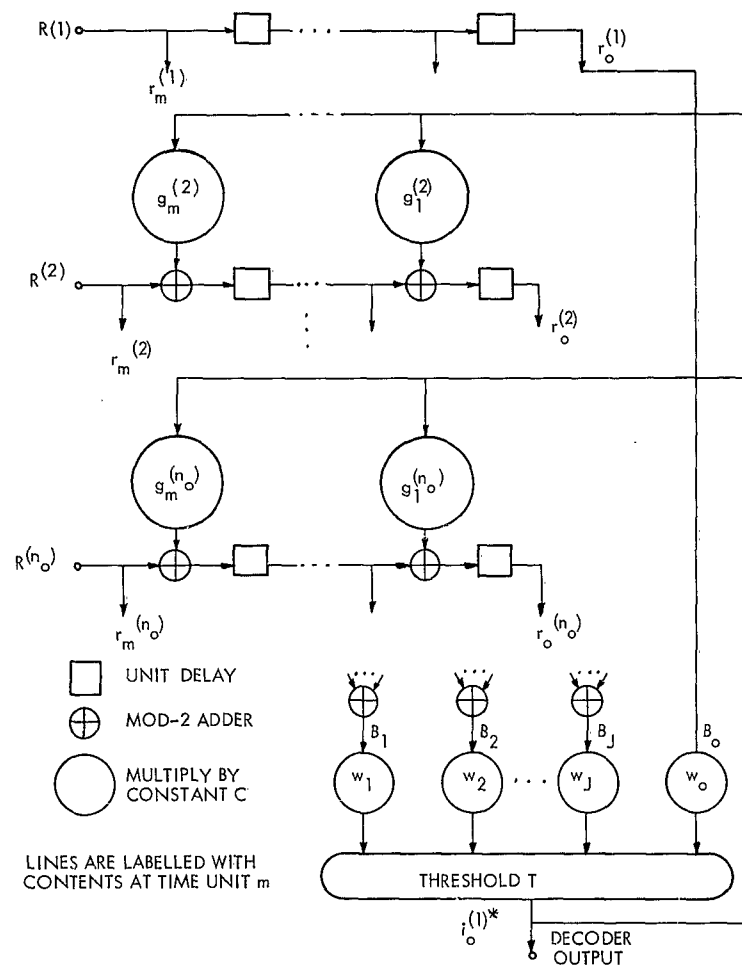 R(1)
r_m^(1)
r_o^(1)
g_m^(2)
g_1^(2)
R^(2)
r_m^(2)
r_o^(2)
g_m^(n_o)
g_1^(n_o)
R^(n_o)
r_m^(n_o)
r_o^(n_o)
UNIT DELAY
MOD-2 ADDER
MULTIPLY BY
CONSTANT C
LINES ARE LABELLED WITH
CONTENTS AT TIME UNIT m
B_1 B_2 B_J B_o
w_1 w_2 ... w_J w_o
THRESHOLD T
i_o^(1)*
DECODER
OUTPUT